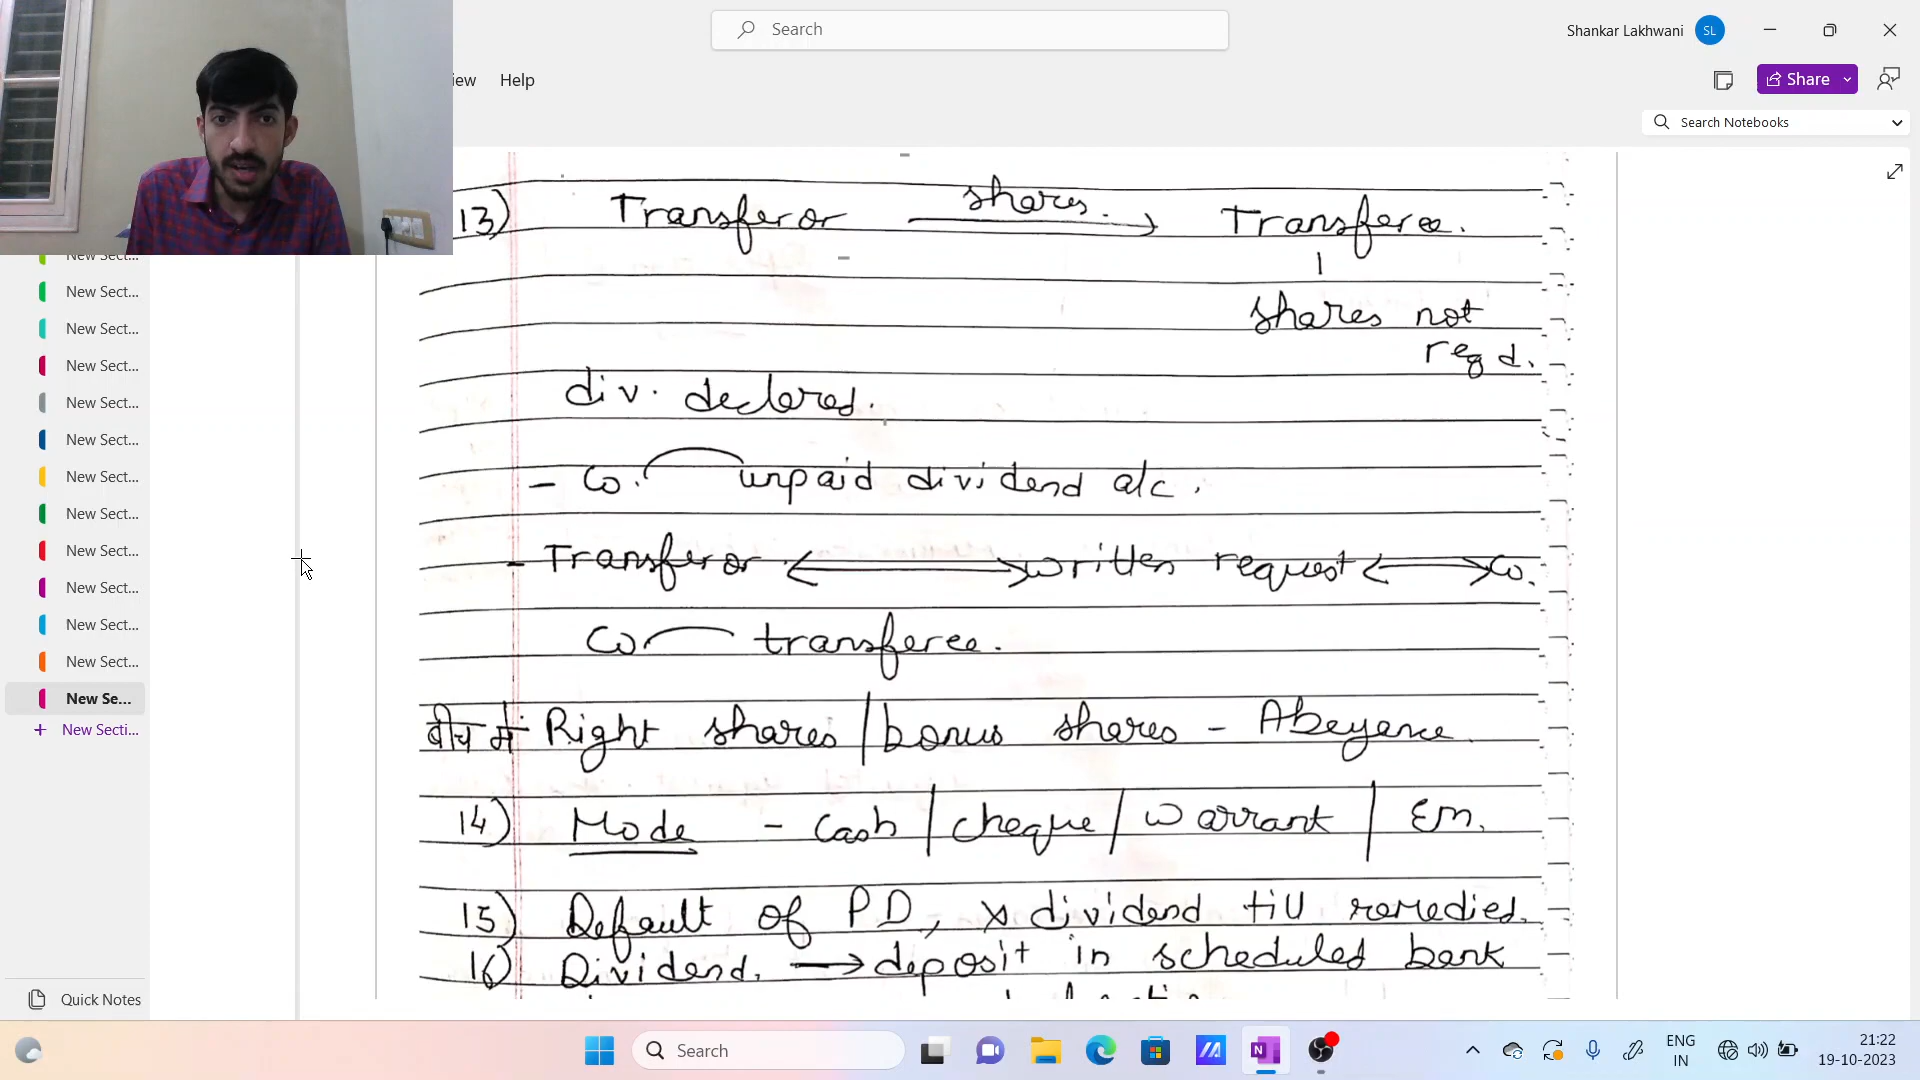 Search
Shankar Lakhwani SL
iew Help
Share
Search Notebooks
13) Transferor shares. Transferee.
shares not
reqd.
div. declared.
- Co. unpaid dividend a/c.
- Transferor written request Co.
Co transferee.
बीच में Right shares / bonus shares - Abeyance.
14) Mode - Cash / cheque / warrant / Em.
15) Default of PD, x dividend till remedied.
16) Dividend. → deposit in scheduled bank
New Sect...
New Sect...
New Sect...
New Sect...
New Sect...
New Sect...
New Sect...
New Sect...
New Sect...
New Sect...
New Sect...
New Se...
+ New Secti...
Quick Notes
Search
ENG
IN
21:22
19-10-2023